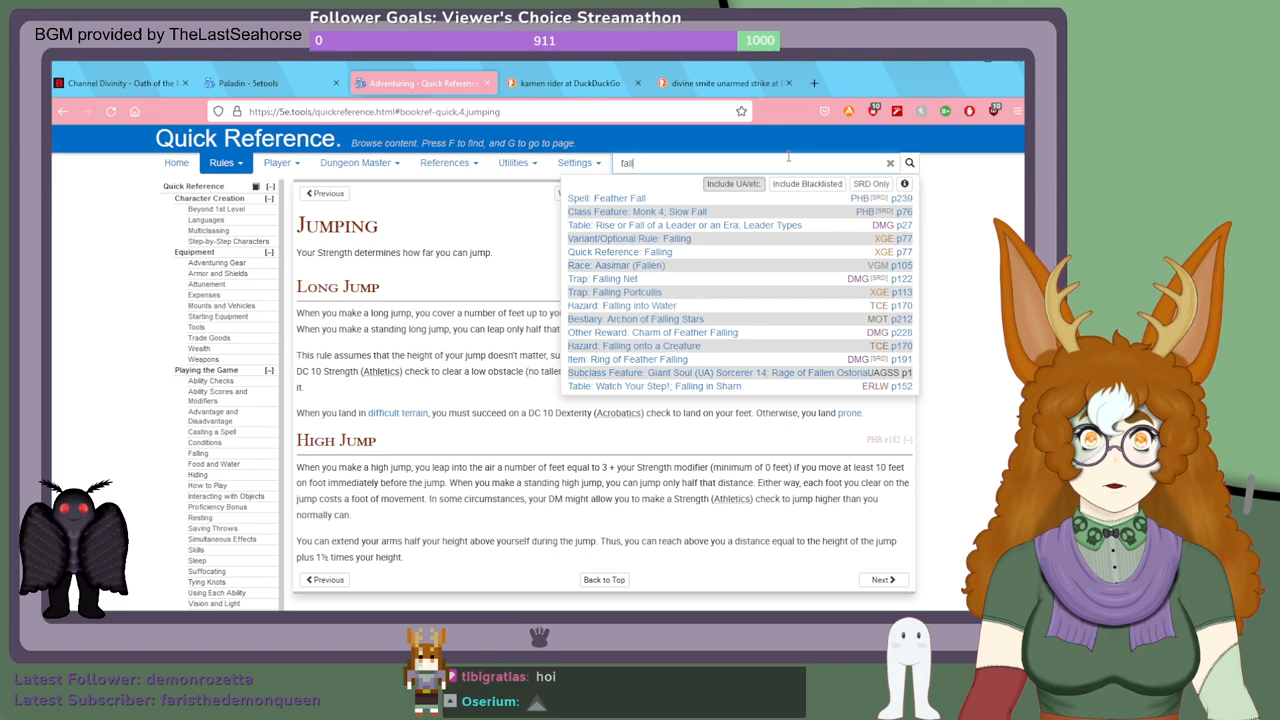 Follower Goals: Viewer's Choice Streamathon
BGM provided by TheLastSeahorse
0 911 1000
Channel Divinity - Oath of the
Paladin - 5etools
Adventuring - Quick Reference
kamen rider at DuckDuckGo
divine smite unarmed strike at
https://5e.tools/quickreference.html#bookref-quick,4,jumping
Quick Reference. Browse content. Press F to find, and G to go to page.
Home Rules Player Dungeon Master References Utilities Settings fall
Include UA/etc. Include Blacklisted SRD Only
Quick Reference [–]
Character Creation [–]
Beyond 1st Level
Languages
Multiclassing
Step-by-Step Characters
Equipment [–]
Adventuring Gear
Armor and Shields
Attunement
Expenses
Mounts and Vehicles
Starting Equipment
Tools
Trade Goods
Wealth
Weapons
Playing the Game [–]
Ability Checks
Ability Scores and
Modifiers
Advantage and
Disadvantage
Casting a Spell
Conditions
Falling
Food and Water
Hiding
How to Play
Interacting with Objects
Proficiency Bonus
Resting
Saving Throws
Simultaneous Effects
Skills
Sleep
Suffocating
Tying Knots
Using Each Ability
Vision and Light
Previous
Jumping
Your Strength determines how far you can jump.
Long Jump
When you make a long jump, you cover a number of feet up to
When you make a standing long jump, you can leap only half that
This rule assumes that the height of your jump doesn't matter,
DC 10 Strength (Athletics) check to clear a low obstacle (no
it.
When you land in difficult terrain, you must succeed on a DC 10 Dexterity (Acrobatics) check to land on your feet. Otherwise, you land prone.
High Jump PHB p182 [–]
When you make a high jump, you leap into the air a number of feet equal to 3 + your Strength modifier (minimum of 0 feet) if you move at least 10 feet
on foot immediately before the jump. When you make a standing high jump, you can jump only half that distance. Either way, each foot you clear on the
jump costs a foot of movement. In some circumstances, your DM might allow you to make a Strength (Athletics) check to jump higher than you
normally can.
You can extend your arms half your height above yourself during the jump. Thus, you can reach above you a distance equal to the height of the jump
plus 1½ times your height.
Previous Back to Top Next
Spell: Feather Fall PHB[SRD] p239
Class Feature: Monk 4; Slow Fall PHB[SRD] p76
Table: Rise or Fall of a Leader or an Era; Leader Types DMG p27
Variant/Optional Rule: Falling XGE p77
Quick Reference: Falling XGE p77
Race: Aasimar (Fallen) VGM p105
Trap: Falling Net DMG[SRD] p122
Trap: Falling Portcullis XGE p113
Hazard: Falling into Water TCE p170
Bestiary: Archon of Falling Stars MOT p212
Other Reward: Charm of Feather Falling DMG p228
Hazard: Falling onto a Creature TCE p170
Item: Ring of Feather Falling DMG[SRD] p191
Subclass Feature: Giant Soul (UA) Sorcerer 14; Rage of Fallen Ostoria UAGSS p1
Table: Watch Your Step!; Falling in Sharn ERLW p152
Latest Follower: demonrozetta
Latest Subscriber: faristhedemonqueen
tibigratias: hoi
Oserium: